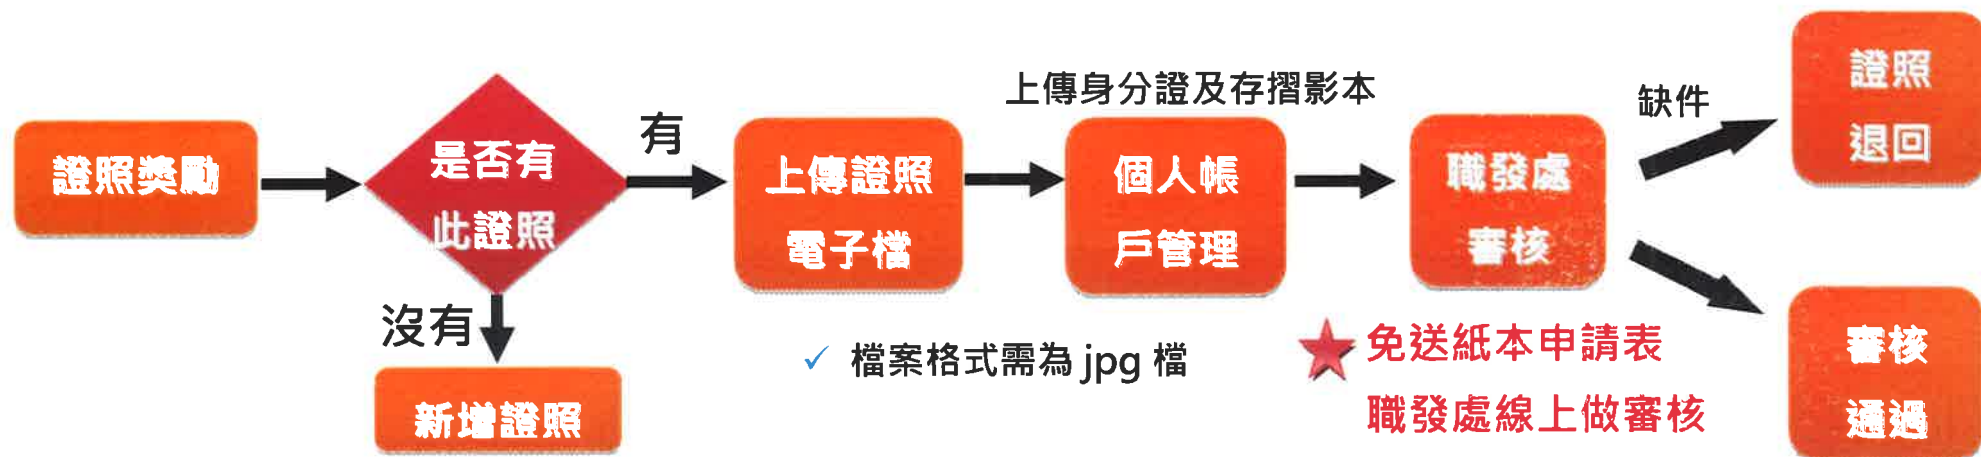 證照獎勵
是否有
此證照
有
沒有
新增證照
上傳證照
電子檔
上傳身分證及存摺影本
個人帳
戶管理
✓ 檔案格式需為 jpg 檔
職發處
審核
★ 免送紙本申請表
職發處線上做審核
缺件
證照
退回
審核
通過